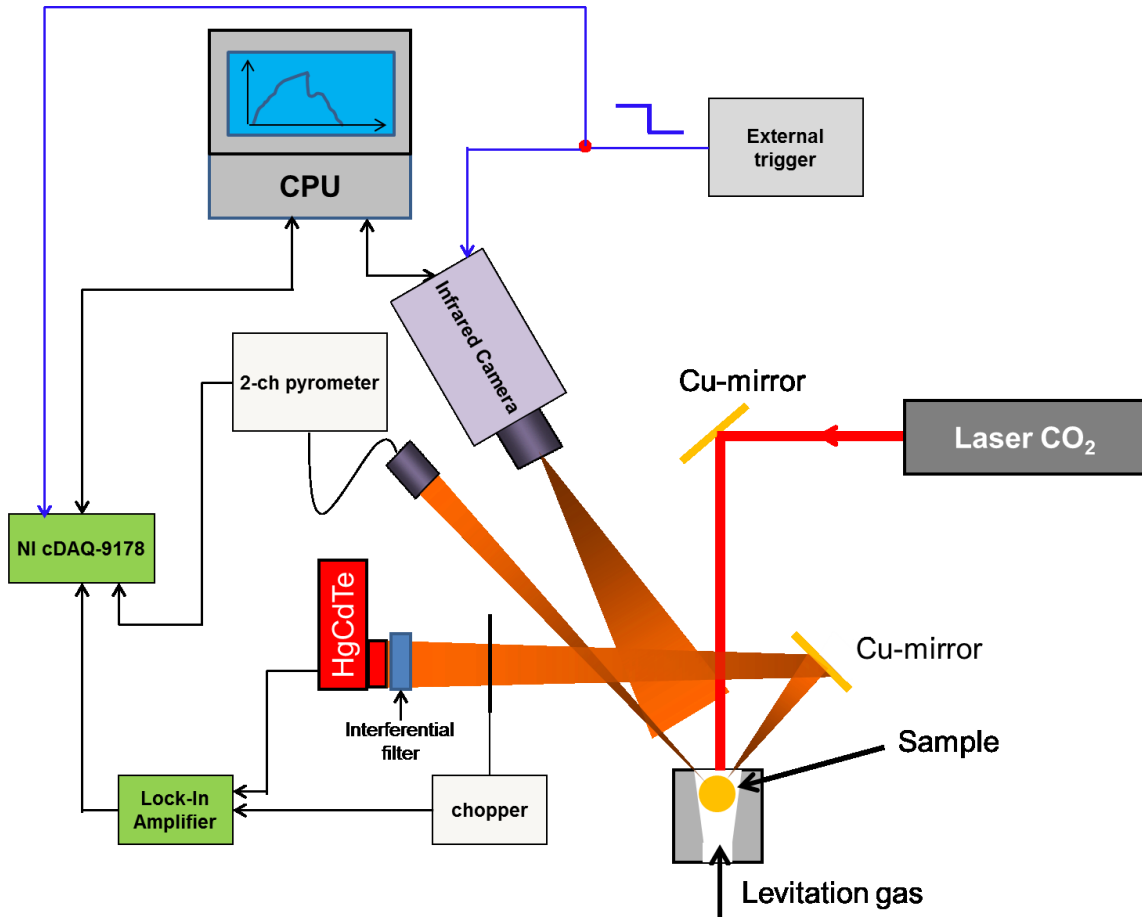 External
trigger
CPU
Infrared Camera
2-ch pyrometer
Cu-mirror
Laser CO₂
NI cDAQ-9178
HgCdTe
Cu-mirror
Interferential
filter
Sample
Lock-In
Amplifier
chopper
Levitation gas